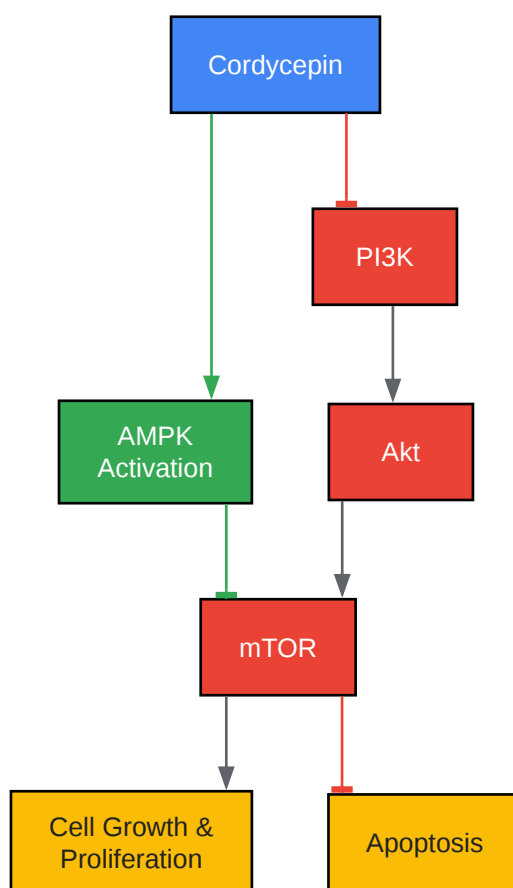 Cordycepin
PI3K
AMPK
Activation
Akt
mTOR
Cell Growth &
Proliferation
Apoptosis